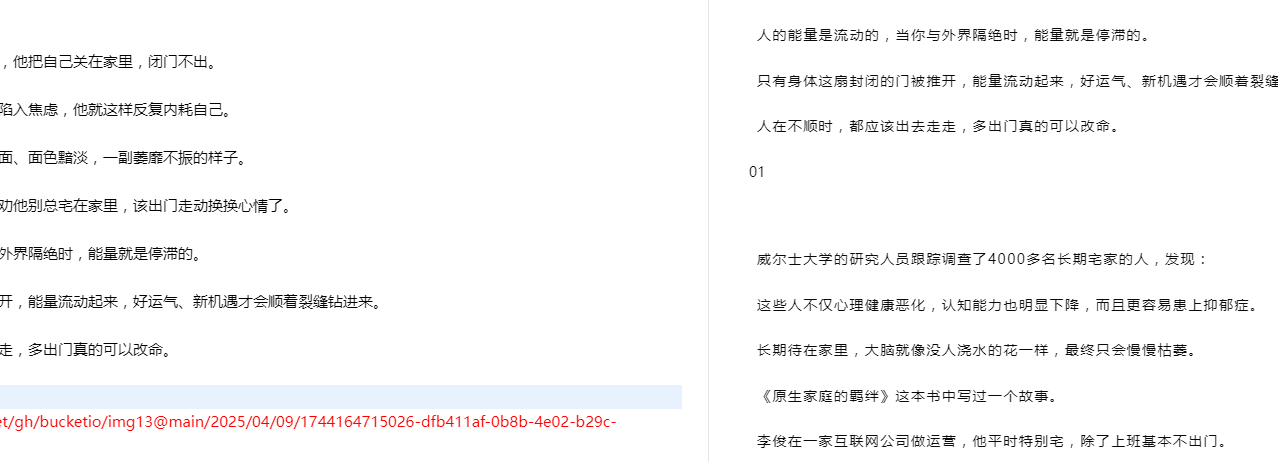 ，他把自己关在家里，闭门不出。
陷入焦虑，他就这样反复内耗自己。
面、面色黯淡，一副萎靡不振的样子。
劝他别总宅在家里，该出门走动换换心情了。
外界隔绝时，能量就是停滞的。
开，能量流动起来，好运气、新机遇才会顺着裂缝钻进来。
走，多出门真的可以改命。
et/gh/bucketio/img13@main/2025/04/09/1744164715026-dfb411af-0b8b-4e02-b29c-
人的能量是流动的，当你与外界隔绝时，能量就是停滞的。
只有身体这扇封闭的门被推开，能量流动起来，好运气、新机遇才会顺着裂缝
人在不顺时，都应该出去走走，多出门真的可以改命。
01
威尔士大学的研究人员跟踪调查了4000多名长期宅家的人，发现：
这些人不仅心理健康恶化，认知能力也明显下降，而且更容易患上抑郁症。
长期待在家里，大脑就像没人浇水的花一样，最终只会慢慢枯萎。
《原生家庭的羁绊》这本书中写过一个故事。
李俊在一家互联网公司做运营，他平时特别宅，除了上班基本不出门。